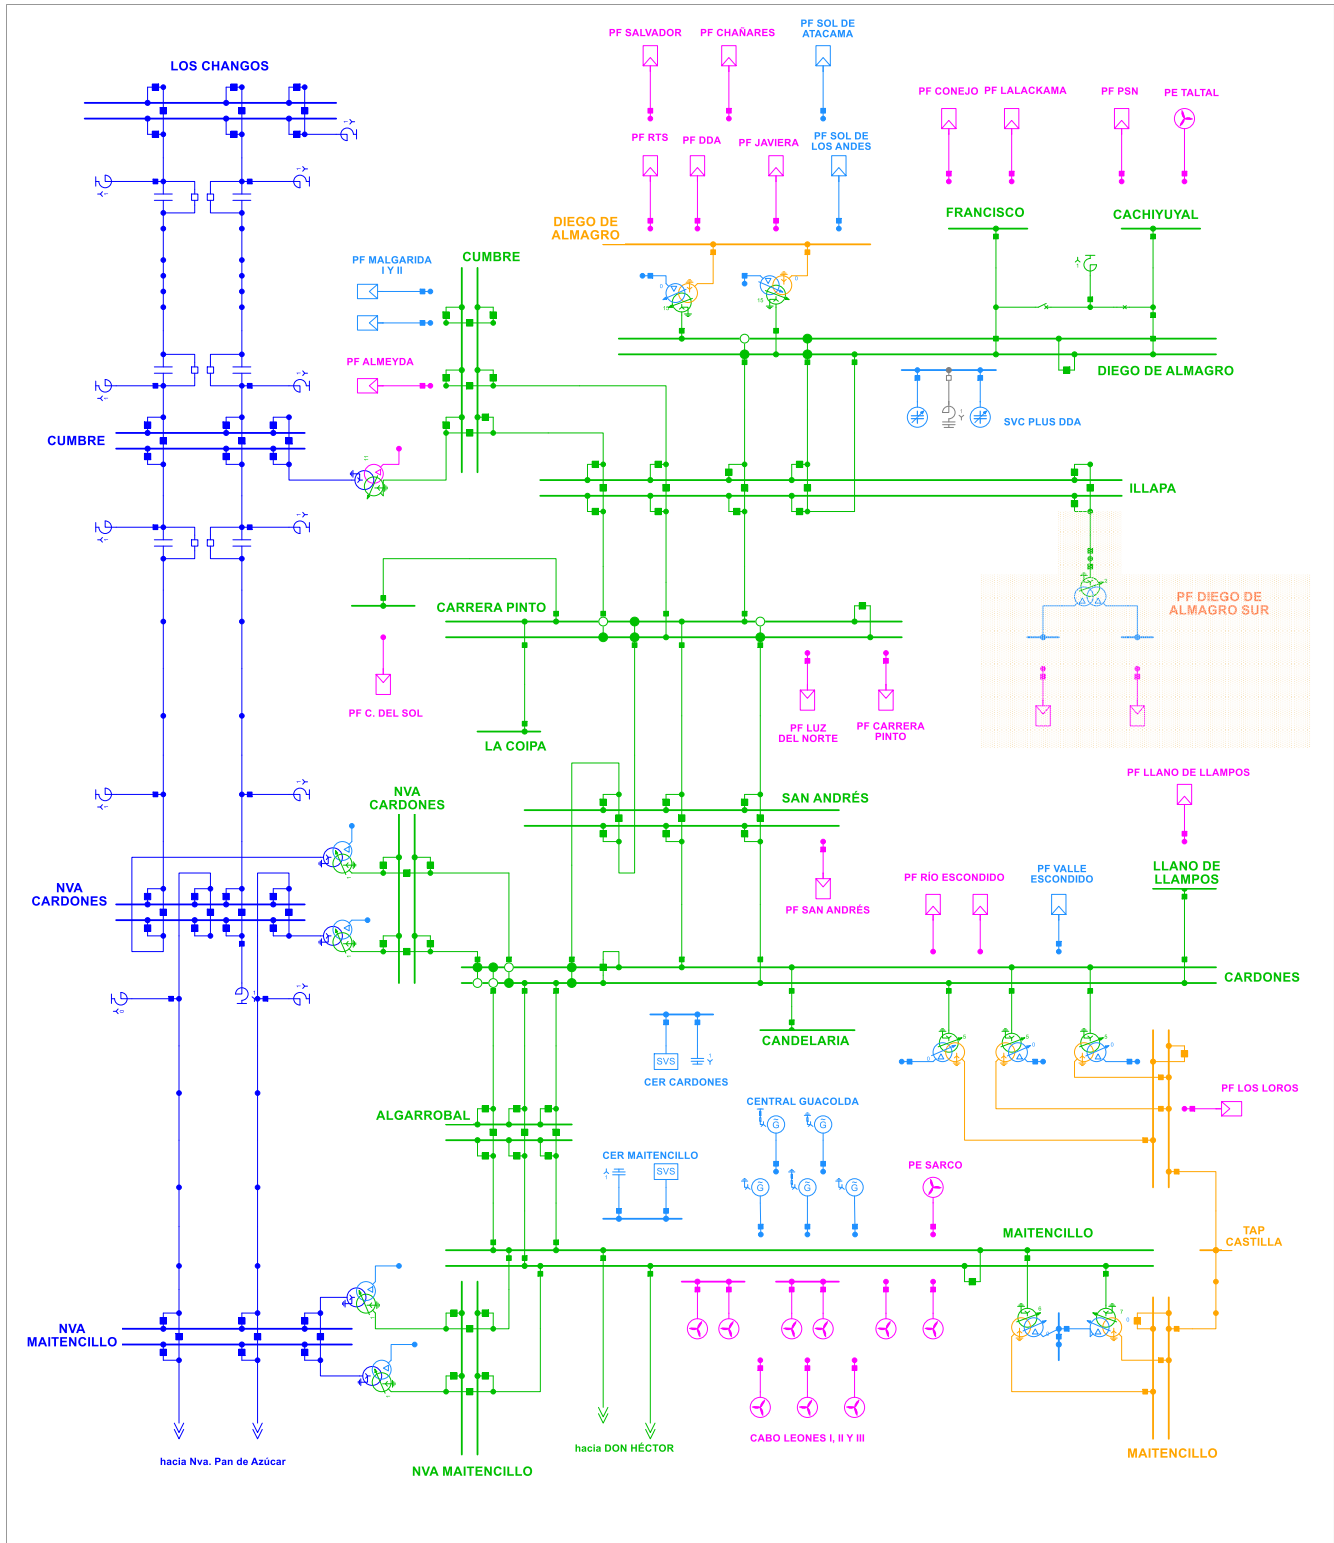 PF SOL DE
ATACAMA
PF SALVADOR
PF CHAÑARES
LOS CHANGOS
PF CONEJO
PF LALACKAMA
PF PSN
PE TALTAL
PF RTS
PF DDA
PF JAVIERA
PF SOL DE
LOS ANDES
DIEGO DE
ALMAGRO
FRANCISCO
CACHIYUYAL
PF MALGARIDA
I Y II
CUMBRE
PF ALMEYDA
DIEGO DE ALMAGRO
SVC PLUS DDA
CUMBRE
ILLAPA
CARRERA PINTO
PF DIEGO DE
ALMAGRO SUR
PF C. DEL SOL
PF LUZ
DEL NORTE
PF CARRERA
PINTO
LA COIPA
PF LLANO DE LLAMPOS
NVA
CARDONES
SAN ANDRÉS
NVA
CARDONES
PF RÍO ESCONDIDO
PF VALLE
ESCONDIDO
LLANO DE
LLAMPOS
PF SAN ANDRÉS
CARDONES
CANDELARIA
SVS
CER CARDONES
PF LOS LOROS
ALGARROBAL
CENTRAL GUACOLDA
G
G
CER MAITENCILLO
SVS
PE SARCO
G
G
G
MAITENCILLO
TAP
CASTILLA
NVA
MAITENCILLO
CABO LEONES I, II Y III
hacia DON HÉCTOR
MAITENCILLO
hacia Nva. Pan de Azúcar
NVA MAITENCILLO